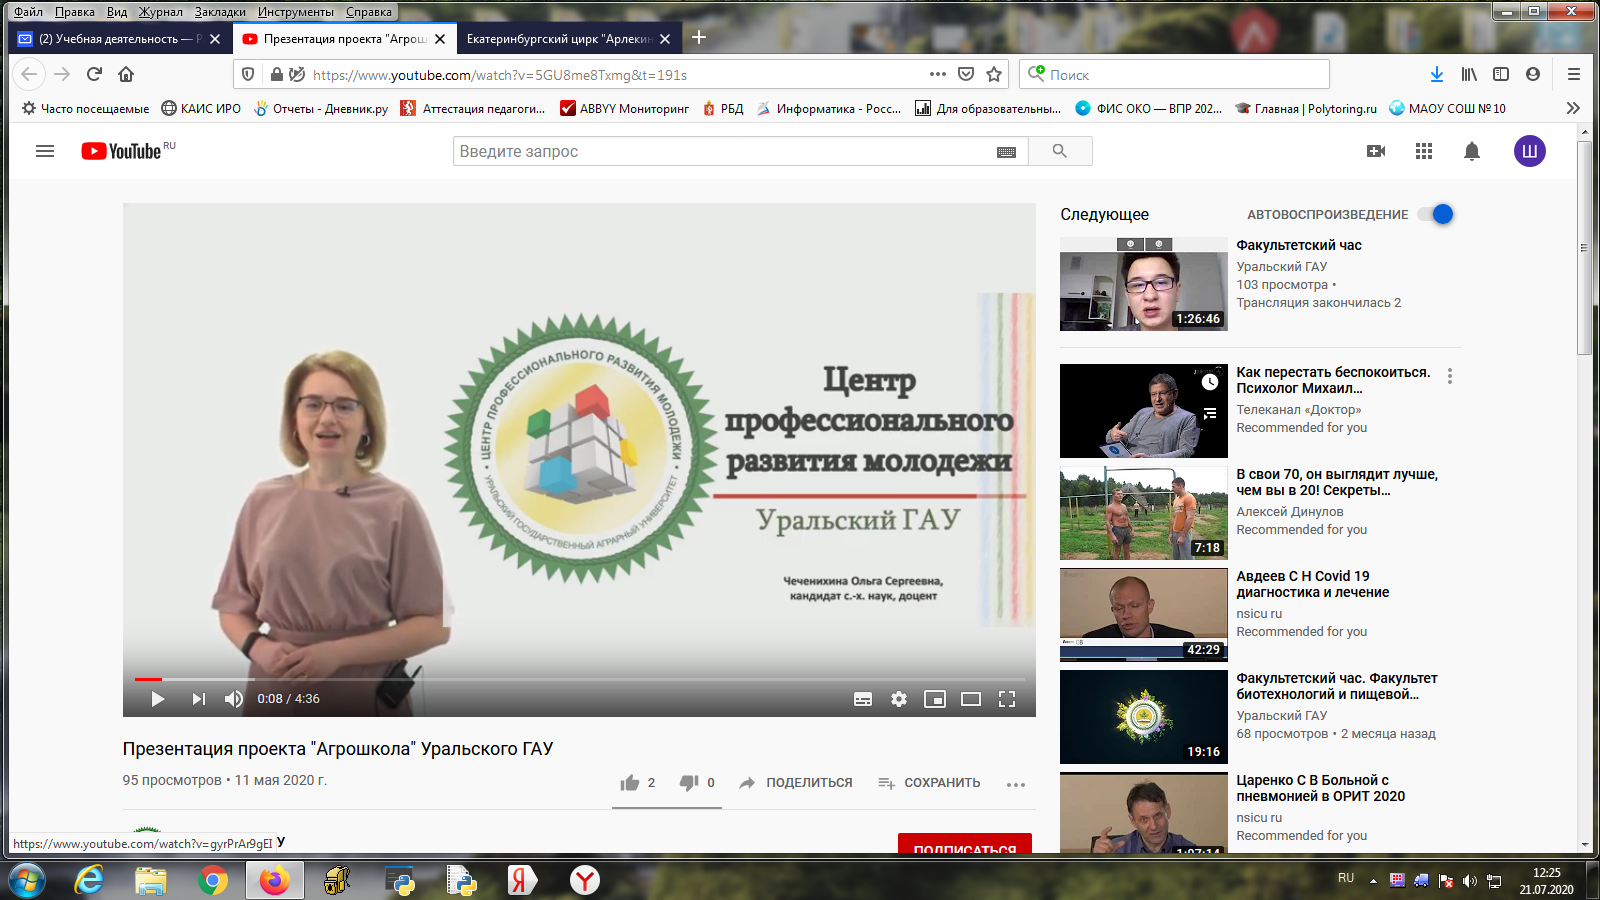 Файл Правка Вид Журнал Закладки Инструменты Справка
(2) Учебная деятельность — Р
Презентация проекта "Агрошк
Екатеринбургский цирк "Арлекин
https://www.youtube.com/watch?v=5GU8me8Txmg&t=191s
Поиск
Часто посещаемые КАИС ИРО Отчеты - Дневник.ру Аттестация педагоги... ABBYY Мониторинг РБД Информатика - Росс... Для образовательны... ФИС ОКО — ВПР 202... Главная | Polytoring.ru МАОУ СОШ № 10
YouTube RU
Введите запрос
Ш
ЦЕНТР ПРОФЕССИОНАЛЬНОГО РАЗВИТИЯ МОЛОДЕЖИ
УРАЛЬСКИЙ ГОСУДАРСТВЕННЫЙ АГРАРНЫЙ УНИВЕРСИТЕТ
Центр
профессионального
развития молодежи
Уральский ГАУ
Чеченихина Ольга Сергеевна,
кандидат с.-х. наук, доцент
0:08 / 4:36
Презентация проекта "Агрошкола" Уральского ГАУ
95 просмотров • 11 мая 2020 г.
2 0 ПОДЕЛИТЬСЯ СОХРАНИТЬ
ПОДПИСАТЬСЯ
https://www.youtube.com/watch?v=gyrPrAr9gEI У
Следующее
АВТОВОСПРОИЗВЕДЕНИЕ
Факультетский час
Уральский ГАУ
103 просмотра •
Трансляция закончилась 2
1:26:46
Как перестать беспокоиться.
Психолог Михаил...
Телеканал «Доктор»
Recommended for you
В свои 70, он выглядит лучше,
чем вы в 20! Секреты...
Алексей Динулов
Recommended for you
7:18
Авдеев С Н Covid 19
диагностика и лечение
nsicu ru
Recommended for you
42:29
Факультетский час. Факультет
биотехнологий и пищевой...
Уральский ГАУ
68 просмотров • 2 месяца назад
19:16
Царенко С В Больной с
пневмонией в ОРИТ 2020
nsicu ru
Recommended for you
1:07:14
RU
12:25
21.07.2020